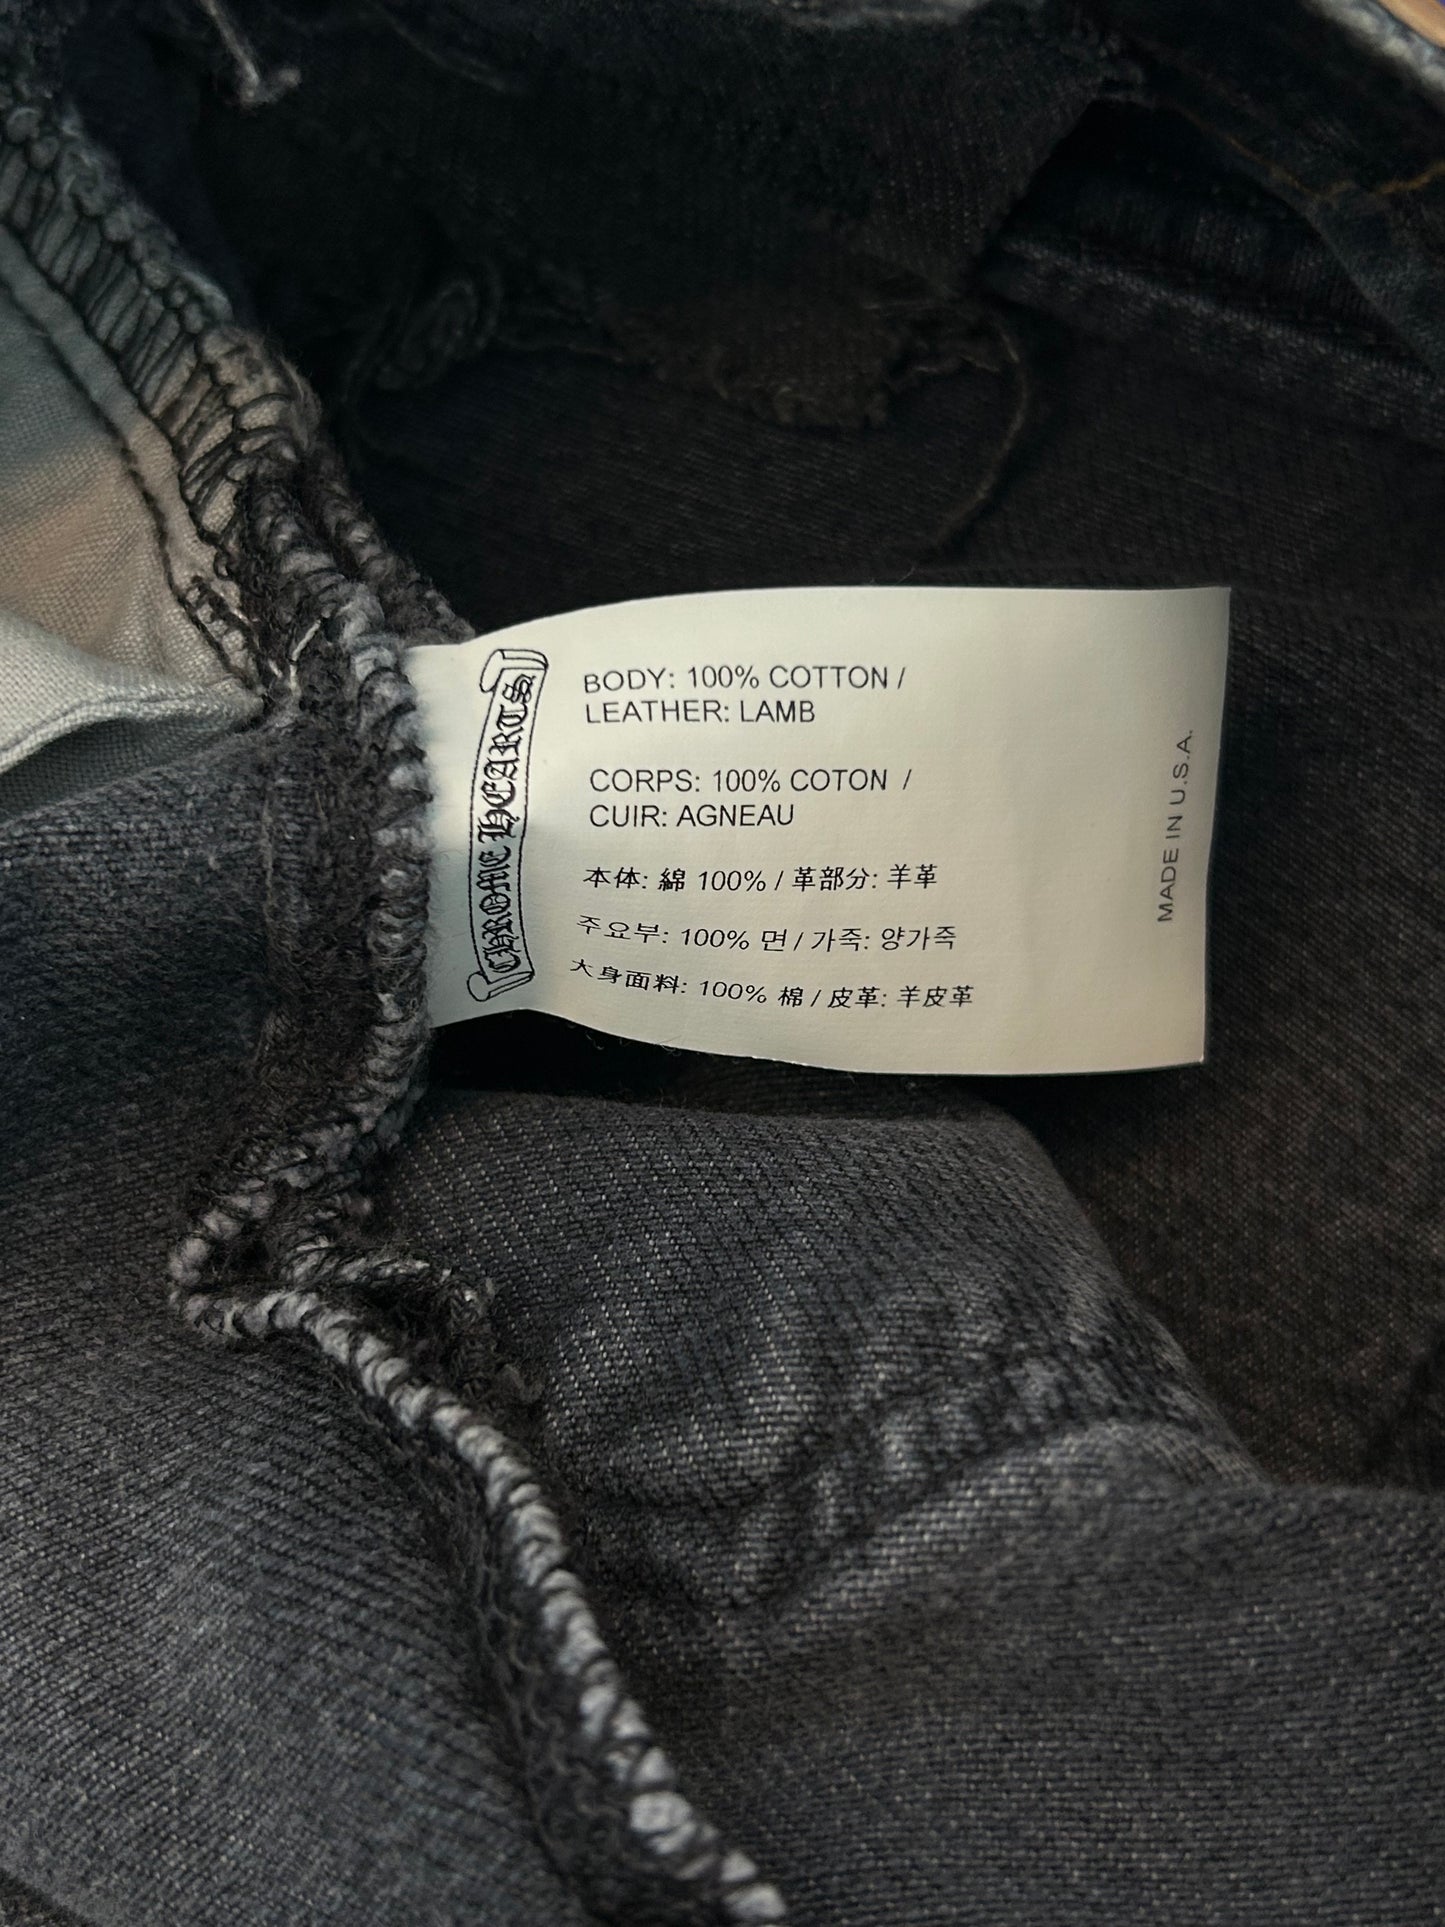 CHROME HEARTS
BODY: 100% COTTON /
LEATHER: LAMB
CORPS: 100% COTON /
CUIR: AGNEAU
本体: 綿 100% / 革部分: 羊革
주요부: 100% 면 / 가죽: 양가죽
大身面料: 100% 棉 / 皮革: 羊皮革
MADE IN U.S.A.